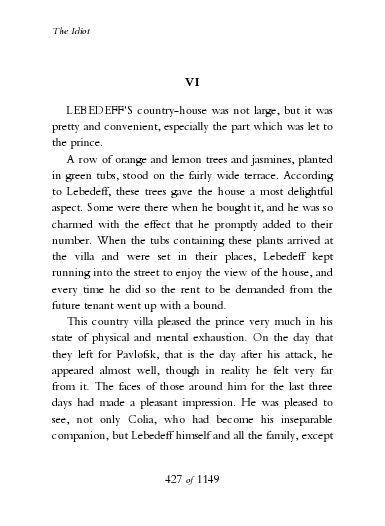 The Idiot
VI
LEBEDEFF'S country-house was not large, but it was
pretty and convenient, especially the part which was let to
the prince.
A row of orange and lemon trees and jasmines, planted
in green tubs, stood on the fairly wide terrace. According
to Lebedeff, these trees gave the house a most delightful
aspect. Some were there when he bought it, and he was so
charmed with the effect that he promptly added to their
number. When the tubs containing these plants arrived at
the villa and were set in their places, Lebedeff kept
running into the street to enjoy the view of the house, and
every time he did so the rent to be demanded from the
future tenant went up with a bound.
This country villa pleased the prince very much in his
state of physical and mental exhaustion. On the day that
they left for Pavlofsk, that is the day after his attack, he
appeared almost well, though in reality he felt very far
from it. The faces of those around him for the last three
days had made a pleasant impression. He was pleased to
see, not only Colia, who had become his inseparable
companion, but Lebedeff himself and all the family, except
427 of 1149